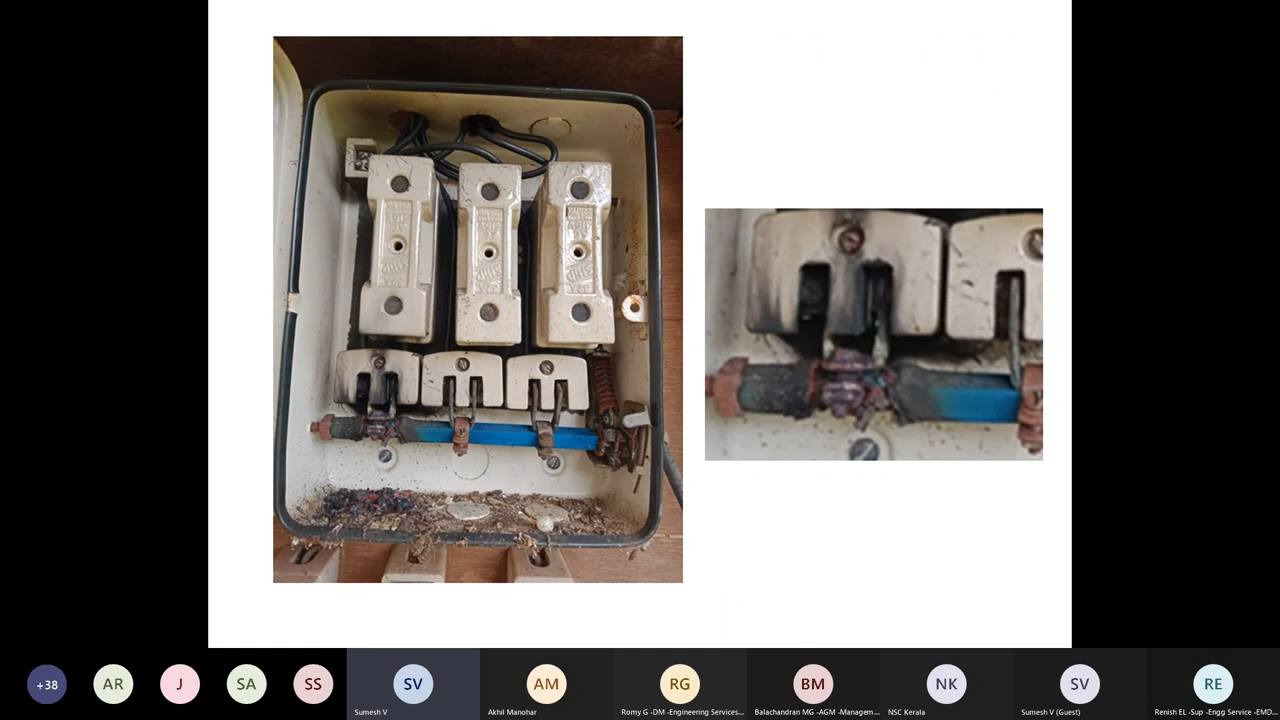 +38
AR
J
SA
SS
SV
AM
RG
BM
NK
SV
RE
Sumesh V
Akhil Manohar
Romy G -DM -Engineering Services...
Balachandran MG -AGM -Managem...
NSC Kerala
Sumesh V (Guest)
Renish EL -Sup -Engg Service -EMD...